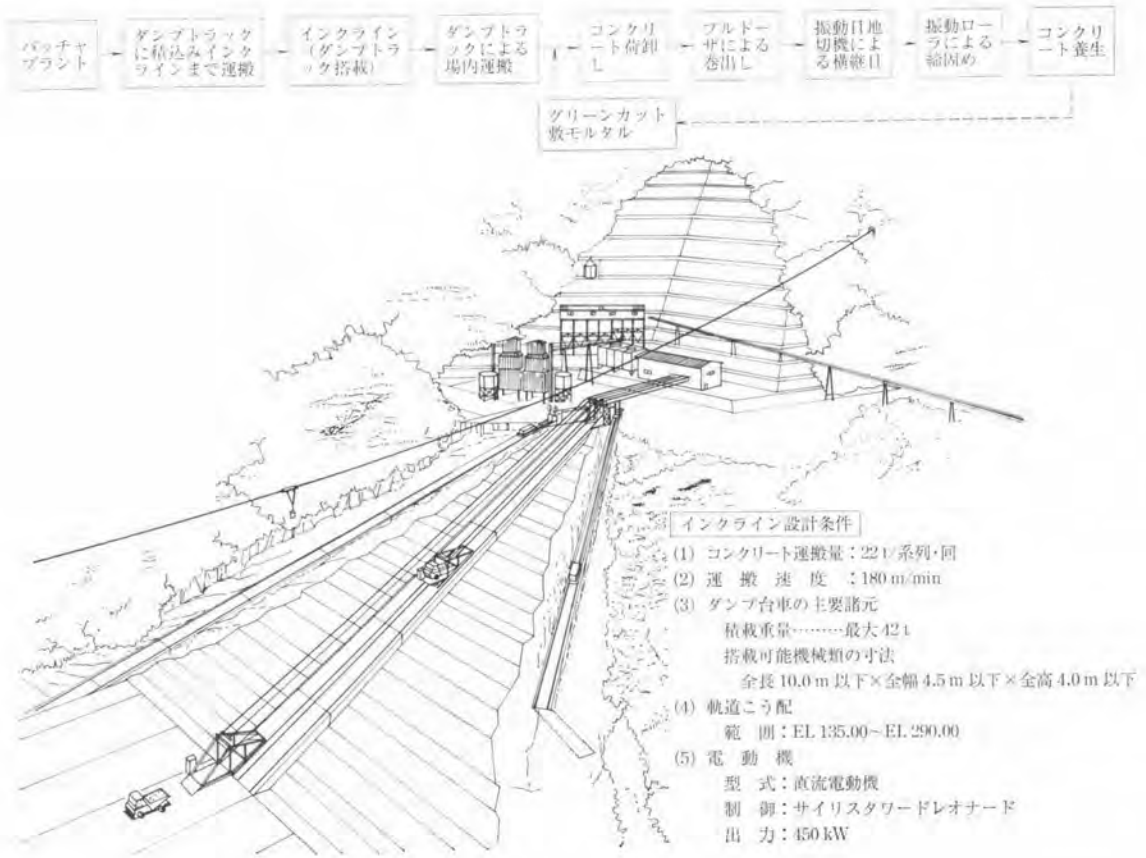 バッチャ
プラント
ダンプトラック
に積込みインク
ラインまで運搬
インクライン
(ダンプトラ
ック搭載)
ダンプトラ
ックによる
場内運搬
コンクリ
ート荷卸
し
ブルドー
ザによる
巻出し
振動目地
切機によ
る横継目
振動ロー
ラによる
締固め
コンクリ
ート養生
グリーンカット
敷モルタル
インクライン設計条件
(1) コンクリート運搬量:22 t/系列・回
(2) 運搬速度:180 m/min
(3) ダンプ台車の主要諸元
積載重量………最大 42 t
搭載可能機械類の寸法
全長 10.0 m 以下×全幅 4.5 m 以下×全高 4.0 m 以下
(4) 軌道こう配
範囲:EL 135.00~EL 290.00
(5) 電動機
型式:直流電動機
制御:サイリスタワードレオナード
出力:450 kW